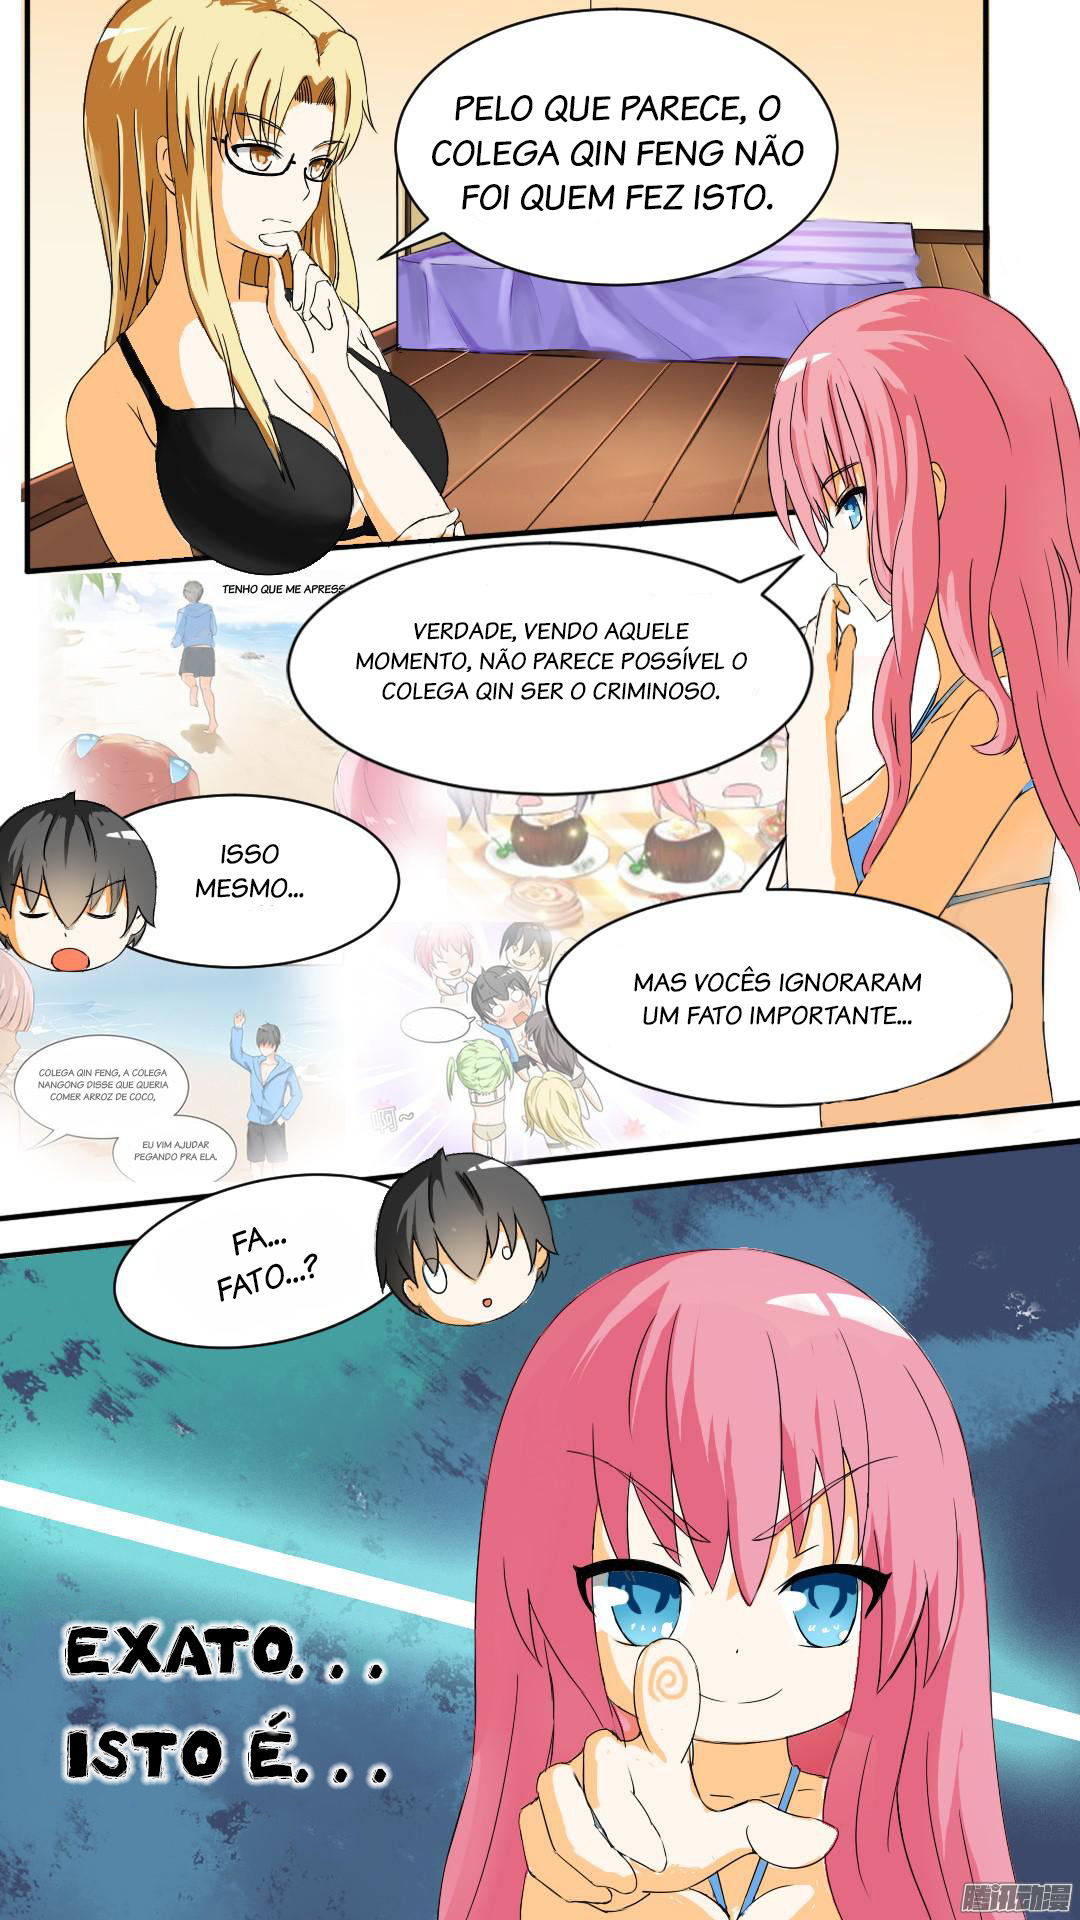 PELO QUE PARECE, O
COLEGA QIN FENG NÃO
FOI QUEM FEZ ISTO.
TENHO QUE ME APRESS
VERDADE, VENDO AQUELE
MOMENTO, NÃO PARECE POSSÍVEL O
COLEGA QIN SER O CRIMINOSO.
ISSO
MESMO...
MAS VOCÊS IGNORARAM
UM FATO IMPORTANTE...
COLEGA QIN FENG, A COLEGA
NANGONG DISSE QUE QUERIA
COMER ARROZ DE COCO,
EU VIM AJUDAR
PEGANDO PRA ELA.
啊~
FA...
FATO...?
EXATO...
ISTO É...
腾讯动漫